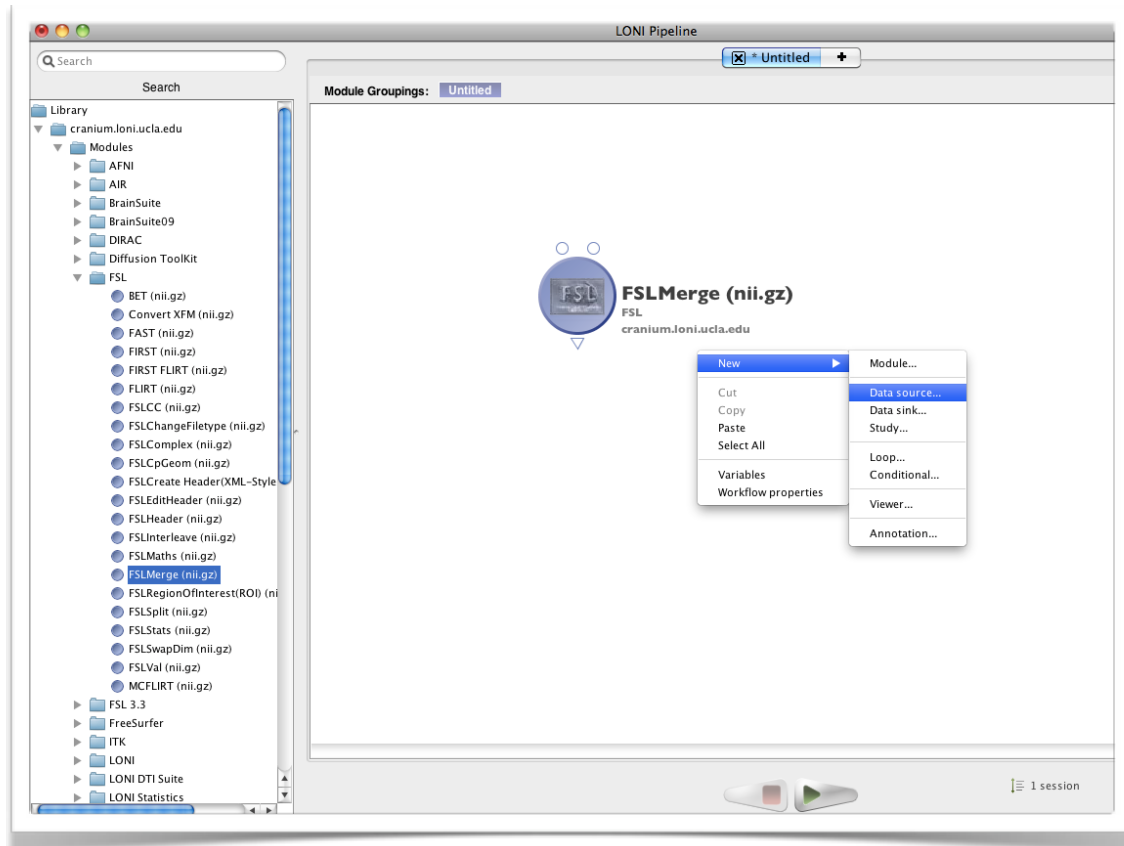 LONI Pipeline
Search
* Untitled +
Search
Module Groupings: Untitled
Library
cranium.loni.ucla.edu
Modules
AFNI
AIR
BrainSuite
BrainSuite09
DIRAC
Diffusion ToolKit
FSL
BET (nii.gz)
Convert XFM (nii.gz)
FAST (nii.gz)
FIRST (nii.gz)
FIRST FLIRT (nii.gz)
FLIRT (nii.gz)
FSLCC (nii.gz)
FSLChangeFiletype (nii.gz)
FSLComplex (nii.gz)
FSLCpGeom (nii.gz)
FSLCreate Header(XML-Style
FSLEditHeader (nii.gz)
FSLHeader (nii.gz)
FSLInterleave (nii.gz)
FSLMaths (nii.gz)
FSLMerge (nii.gz)
FSLRegionOfInterest(ROI) (ni
FSLSplit (nii.gz)
FSLStats (nii.gz)
FSLSwapDim (nii.gz)
FSLVal (nii.gz)
MCFLIRT (nii.gz)
FSL 3.3
FreeSurfer
ITK
LONI
LONI DTI Suite
LONI Statistics
FSL
FSLMerge (nii.gz)
FSL
cranium.loni.ucla.edu
New
Cut
Copy
Paste
Select All
Variables
Workflow properties
Module...
Data source...
Data sink...
Study...
Loop...
Conditional...
Viewer...
Annotation...
1 session